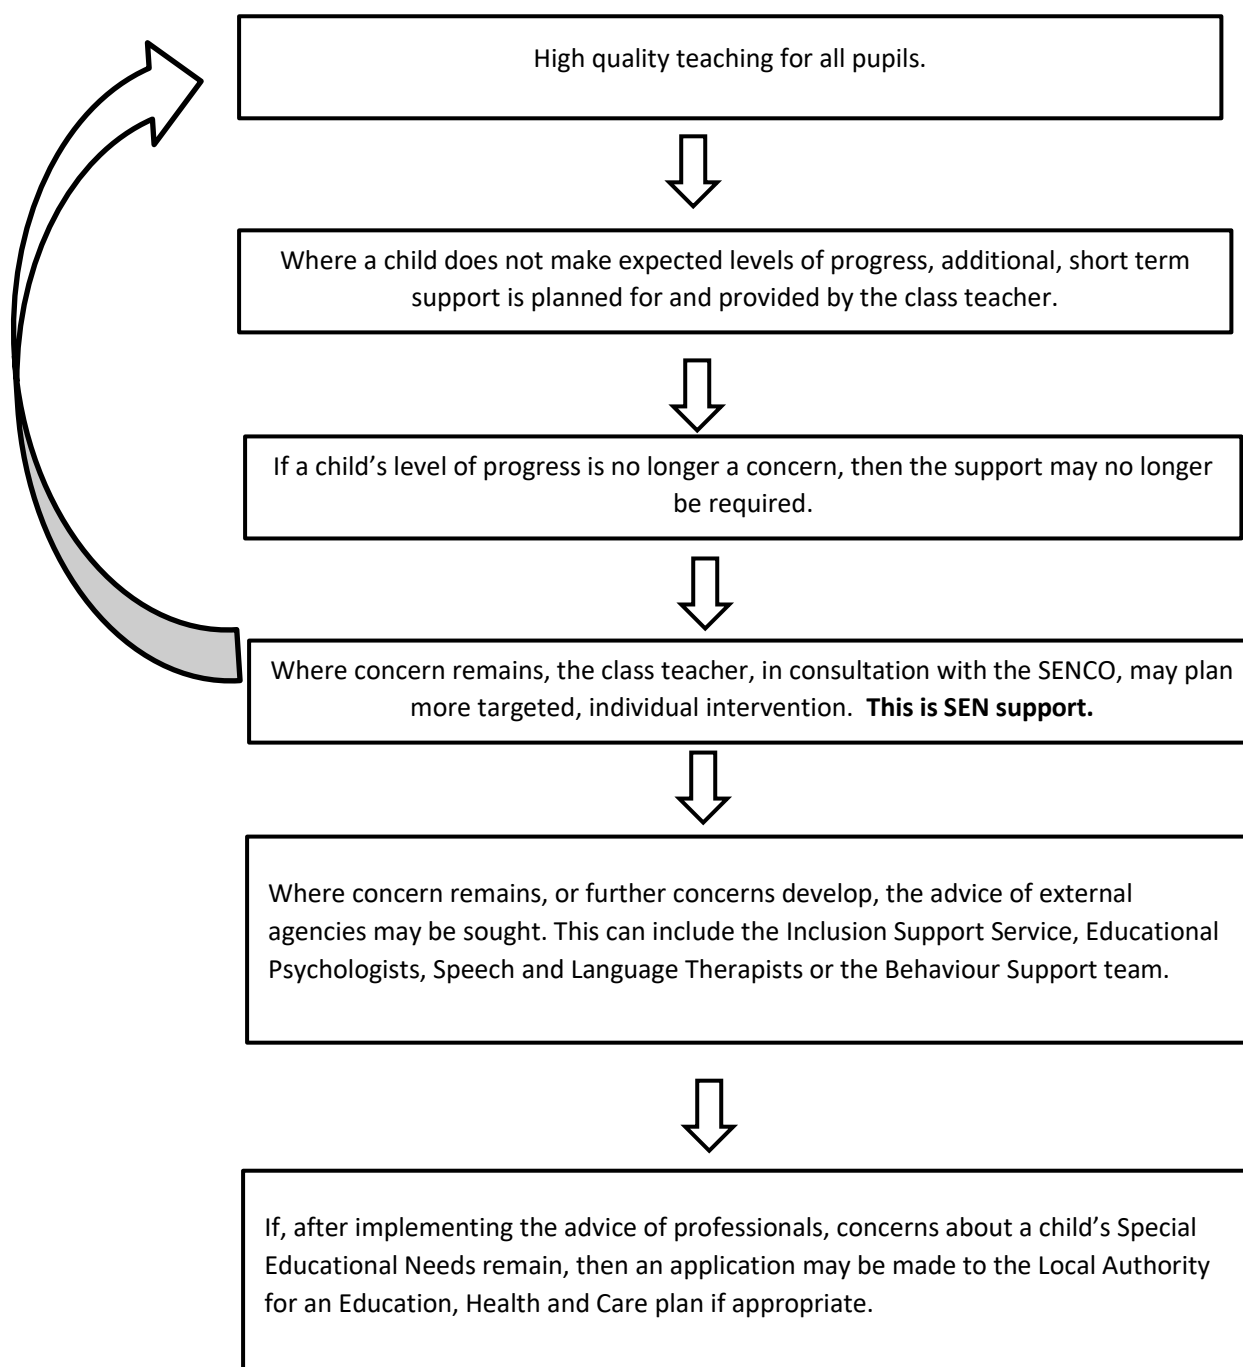 High quality teaching for all pupils.
Where a child does not make expected levels of progress, additional, short term
support is planned for and provided by the class teacher.
If a child’s level of progress is no longer a concern, then the support may no longer
be required.
Where concern remains, the class teacher, in consultation with the SENCO, may plan
more targeted, individual intervention.  This is SEN support.
Where concern remains, or further concerns develop, the advice of external
agencies may be sought. This can include the Inclusion Support Service, Educational
Psychologists, Speech and Language Therapists or the Behaviour Support team.
If, after implementing the advice of professionals, concerns about a child’s Special
Educational Needs remain, then an application may be made to the Local Authority
for an Education, Health and Care plan if appropriate.